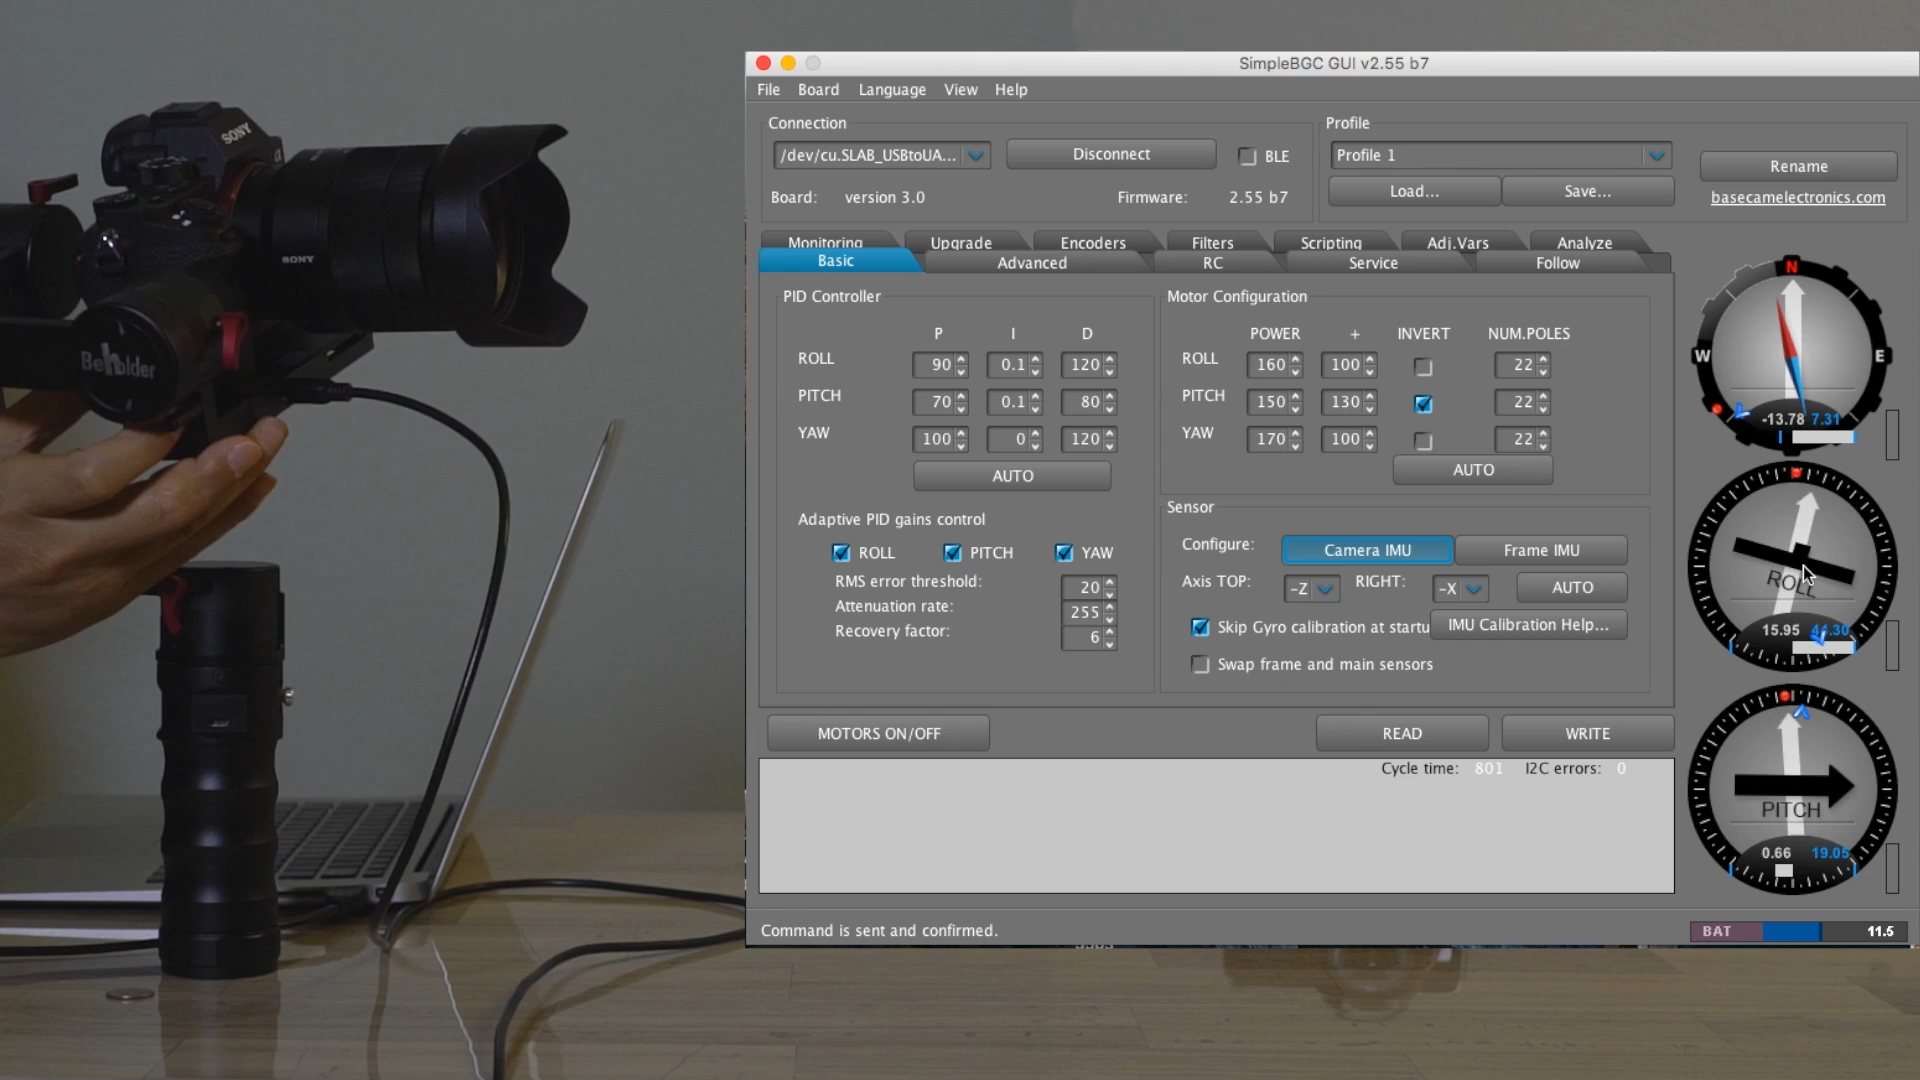 SONY
α
SONY
Beholder
SimpleBGC GUI v2.55 b7
File Board Language View Help
Connection
/dev/cu.SLAB_USBtoUA...
Disconnect
BLE
Board: version 3.0 Firmware: 2.55 b7
Profile
Profile 1
Load... Save...
Rename
basecamelectronics.com
Monitoring Upgrade Encoders Filters Scripting Adj.Vars Analyze
Basic Advanced RC Service Follow
PID Controller
P I D
ROLL 90 0.1 120
PITCH 70 0.1 80
YAW 100 0 120
AUTO
Adaptive PID gains control
ROLL PITCH YAW
RMS error threshold: 20
Attenuation rate: 255
Recovery factor: 6
Motor Configuration
POWER + INVERT NUM.POLES
ROLL 160 100 22
PITCH 150 130 22
YAW 170 100 22
AUTO
Sensor
Configure: Camera IMU Frame IMU
Axis TOP: -Z RIGHT: -X AUTO
Skip Gyro calibration at startu IMU Calibration Help...
Swap frame and main sensors
MOTORS ON/OFF READ WRITE
Cycle time: 801 I2C errors: 0
Command is sent and confirmed.
N
W E
-13.78 7.31
ROLL
15.95 44.30
PITCH
0.66 19.05
BAT 11.5